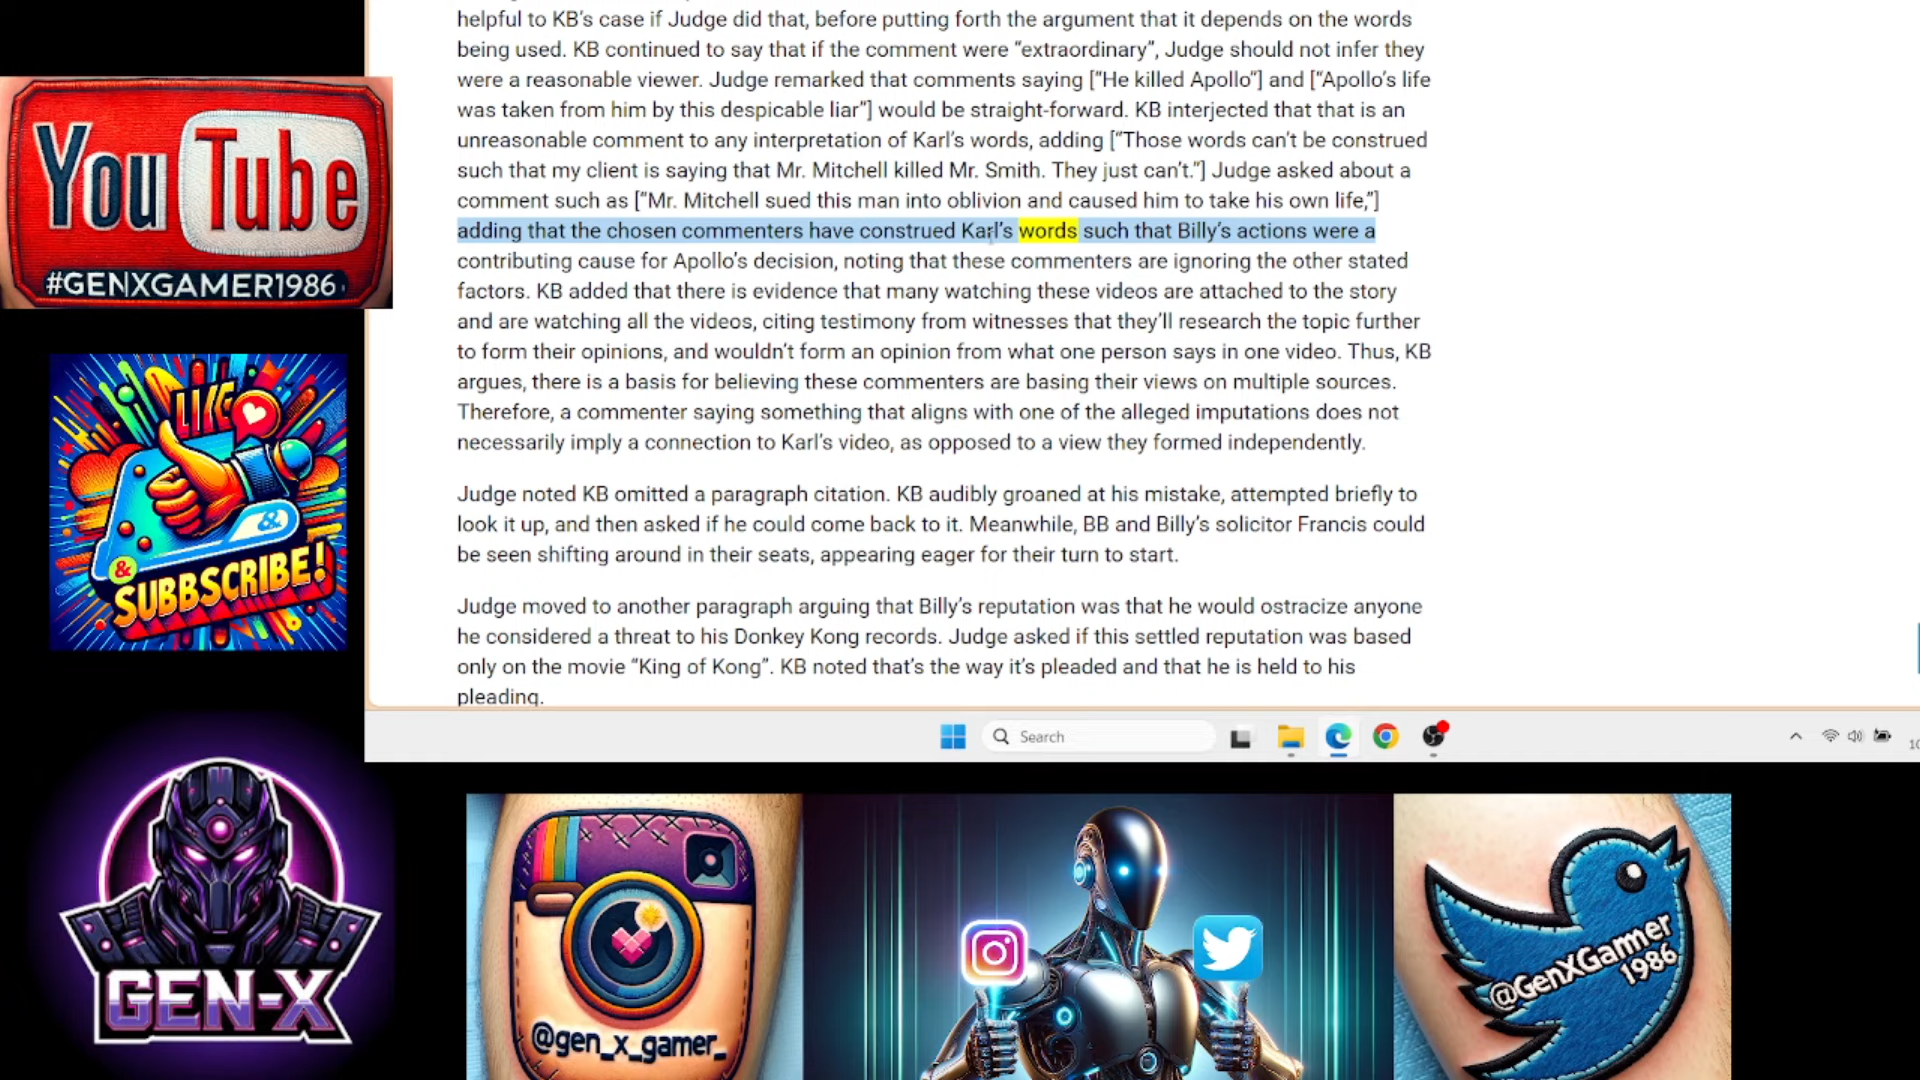 helpful to KB's case if Judge did that, before putting forth the argument that it depends on the words
being used. KB continued to say that if the comment were “extraordinary”, Judge should not infer they
were a reasonable viewer. Judge remarked that comments saying [“He killed Apollo”] and [“Apollo’s life
was taken from him by this despicable liar”] would be straight-forward. KB interjected that that is an
unreasonable comment to any interpretation of Karl’s words, adding [“Those words can’t be construed
such that my client is saying that Mr. Mitchell killed Mr. Smith. They just can’t.”] Judge asked about a
comment such as [“Mr. Mitchell sued this man into oblivion and caused him to take his own life,”]
adding that the chosen commenters have construed Karl’s words such that Billy’s actions were a
contributing cause for Apollo’s decision, noting that these commenters are ignoring the other stated
factors. KB added that there is evidence that many watching these videos are attached to the story
and are watching all the videos, citing testimony from witnesses that they’ll research the topic further
to form their opinions, and wouldn’t form an opinion from what one person says in one video. Thus, KB
argues, there is a basis for believing these commenters are basing their views on multiple sources.
Therefore, a commenter saying something that aligns with one of the alleged imputations does not
necessarily imply a connection to Karl’s video, as opposed to a view they formed independently.
Judge noted KB omitted a paragraph citation. KB audibly groaned at his mistake, attempted briefly to
look it up, and then asked if he could come back to it. Meanwhile, BB and Billy’s solicitor Francis could
be seen shifting around in their seats, appearing eager for their turn to start.
Judge moved to another paragraph arguing that Billy’s reputation was that he would ostracize anyone
he considered a threat to his Donkey Kong records. Judge asked if this settled reputation was based
only on the movie “King of Kong”. KB noted that’s the way it’s pleaded and that he is held to his
pleading.
Search
10
YouTube
#GENXGAMER1986
LIKE
&
& SUBBSCRIBE!
GEN-X
@gen_x_gamer_
@GenXGamer
1986